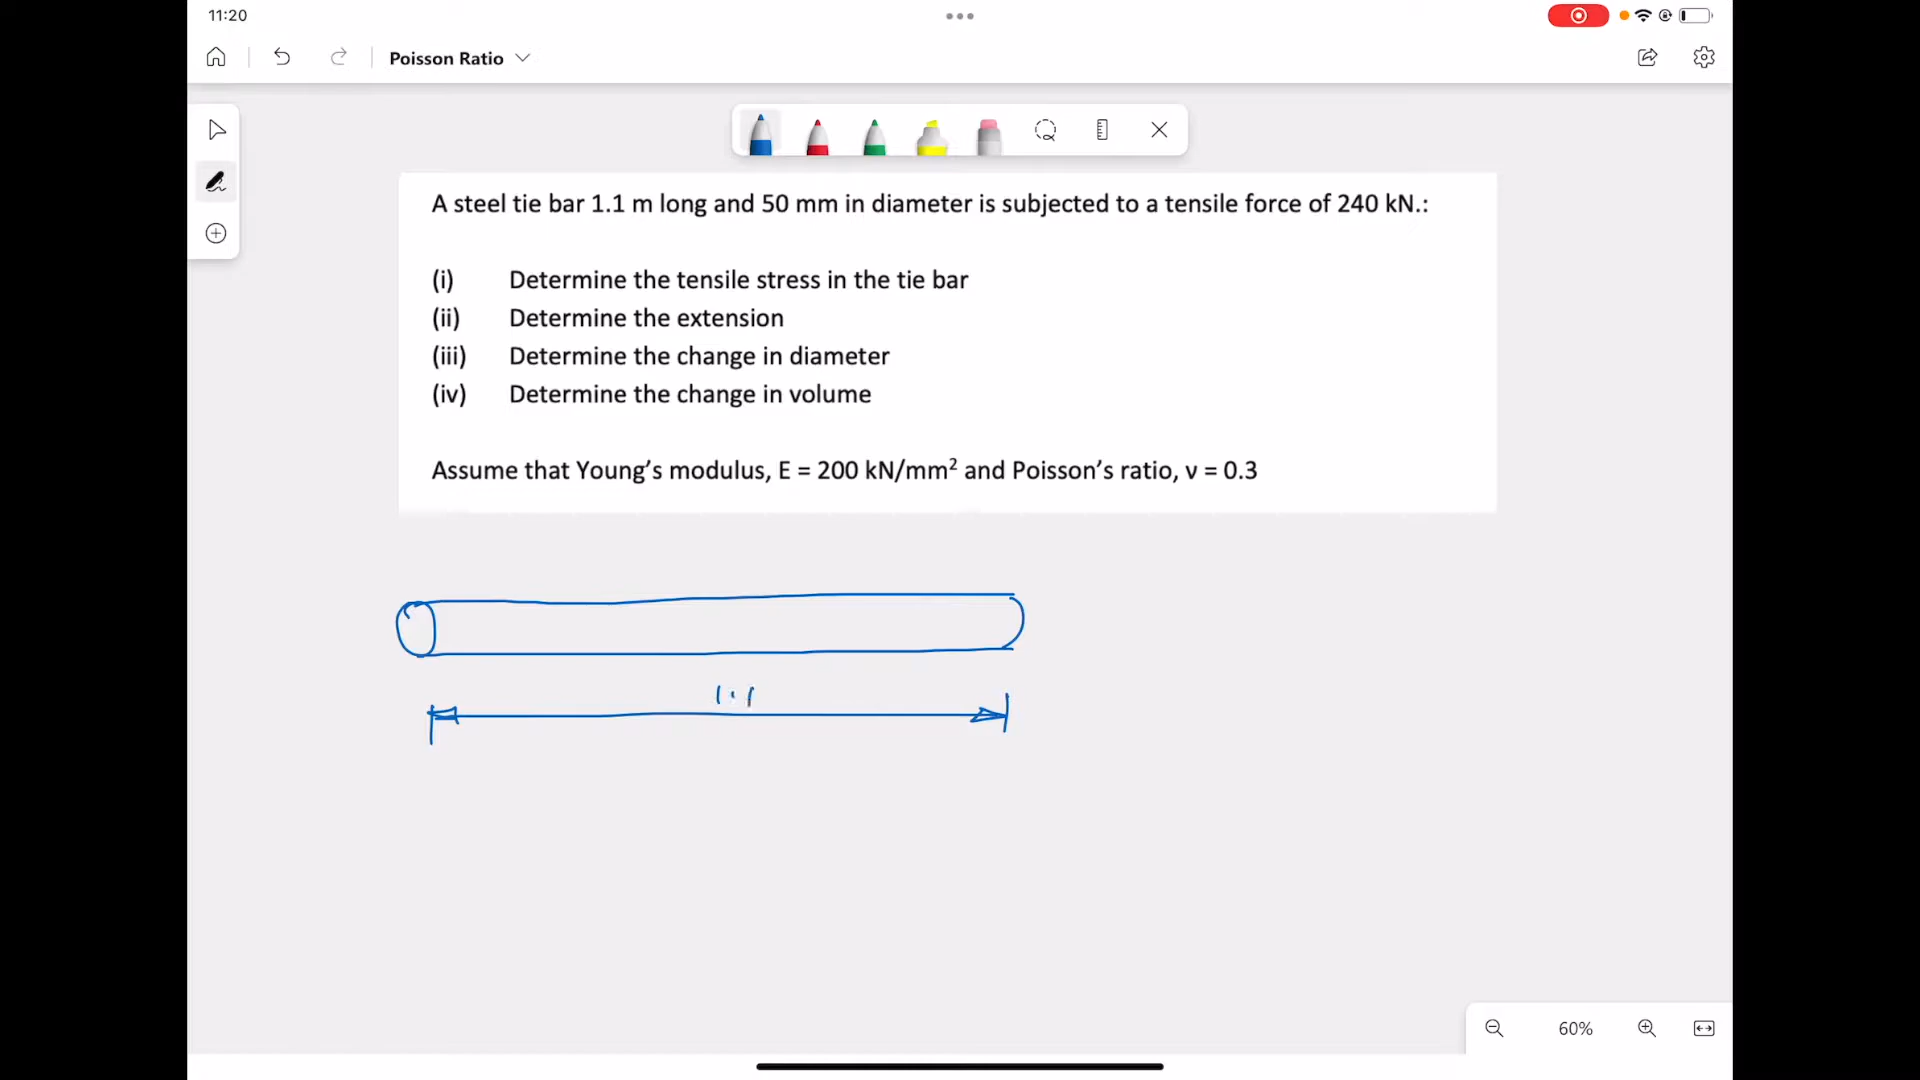 11:20
Poisson Ratio
A steel tie bar 1.1 m long and 50 mm in diameter is subjected to a tensile force of 240 kN.:
(i) Determine the tensile stress in the tie bar
(ii) Determine the extension
(iii) Determine the change in diameter
(iv) Determine the change in volume
Assume that Young’s modulus, E = 200 kN/mm² and Poisson’s ratio, ν = 0.3
1.1
60%